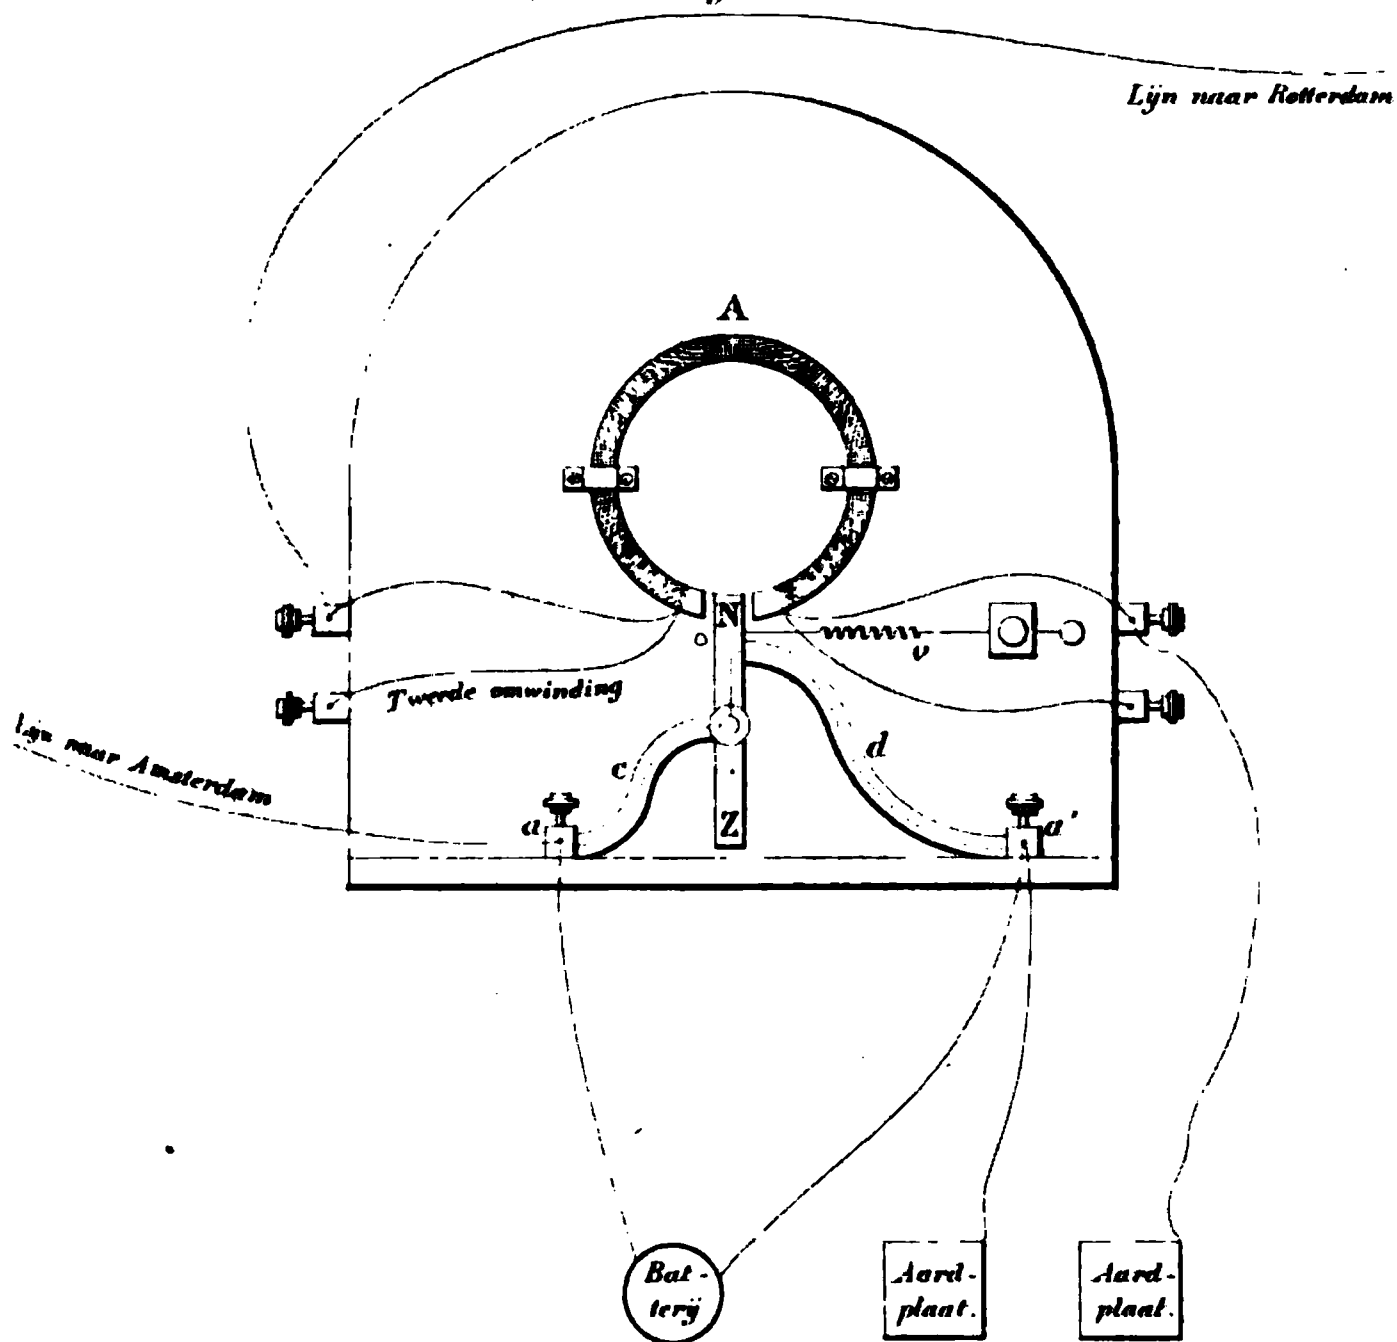 Lijn naar Rotterdam
A
N
o
v
Tweede omwinding
Lijn naar Amsterdam
c
d
a
Z
a'
Bat-
terij
Aard-
plaat.
Aard-
plaat.